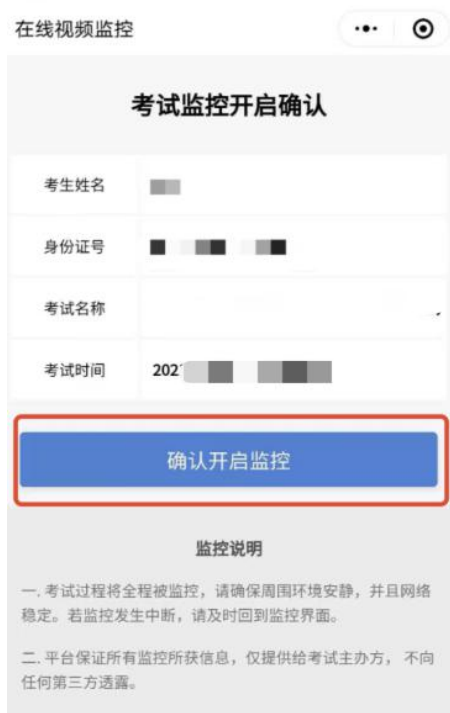 在线视频监控
考试监控开启确认
考生姓名
身份证号
考试名称
考试时间 202
确认开启监控
监控说明
一. 考试过程将全程被监控，请确保周围环境安静，并且网络
稳定。若监控发生中断，请及时回到监控界面。
二. 平台保证所有监控所获信息，仅提供给考试主办方， 不向
任何第三方透露。